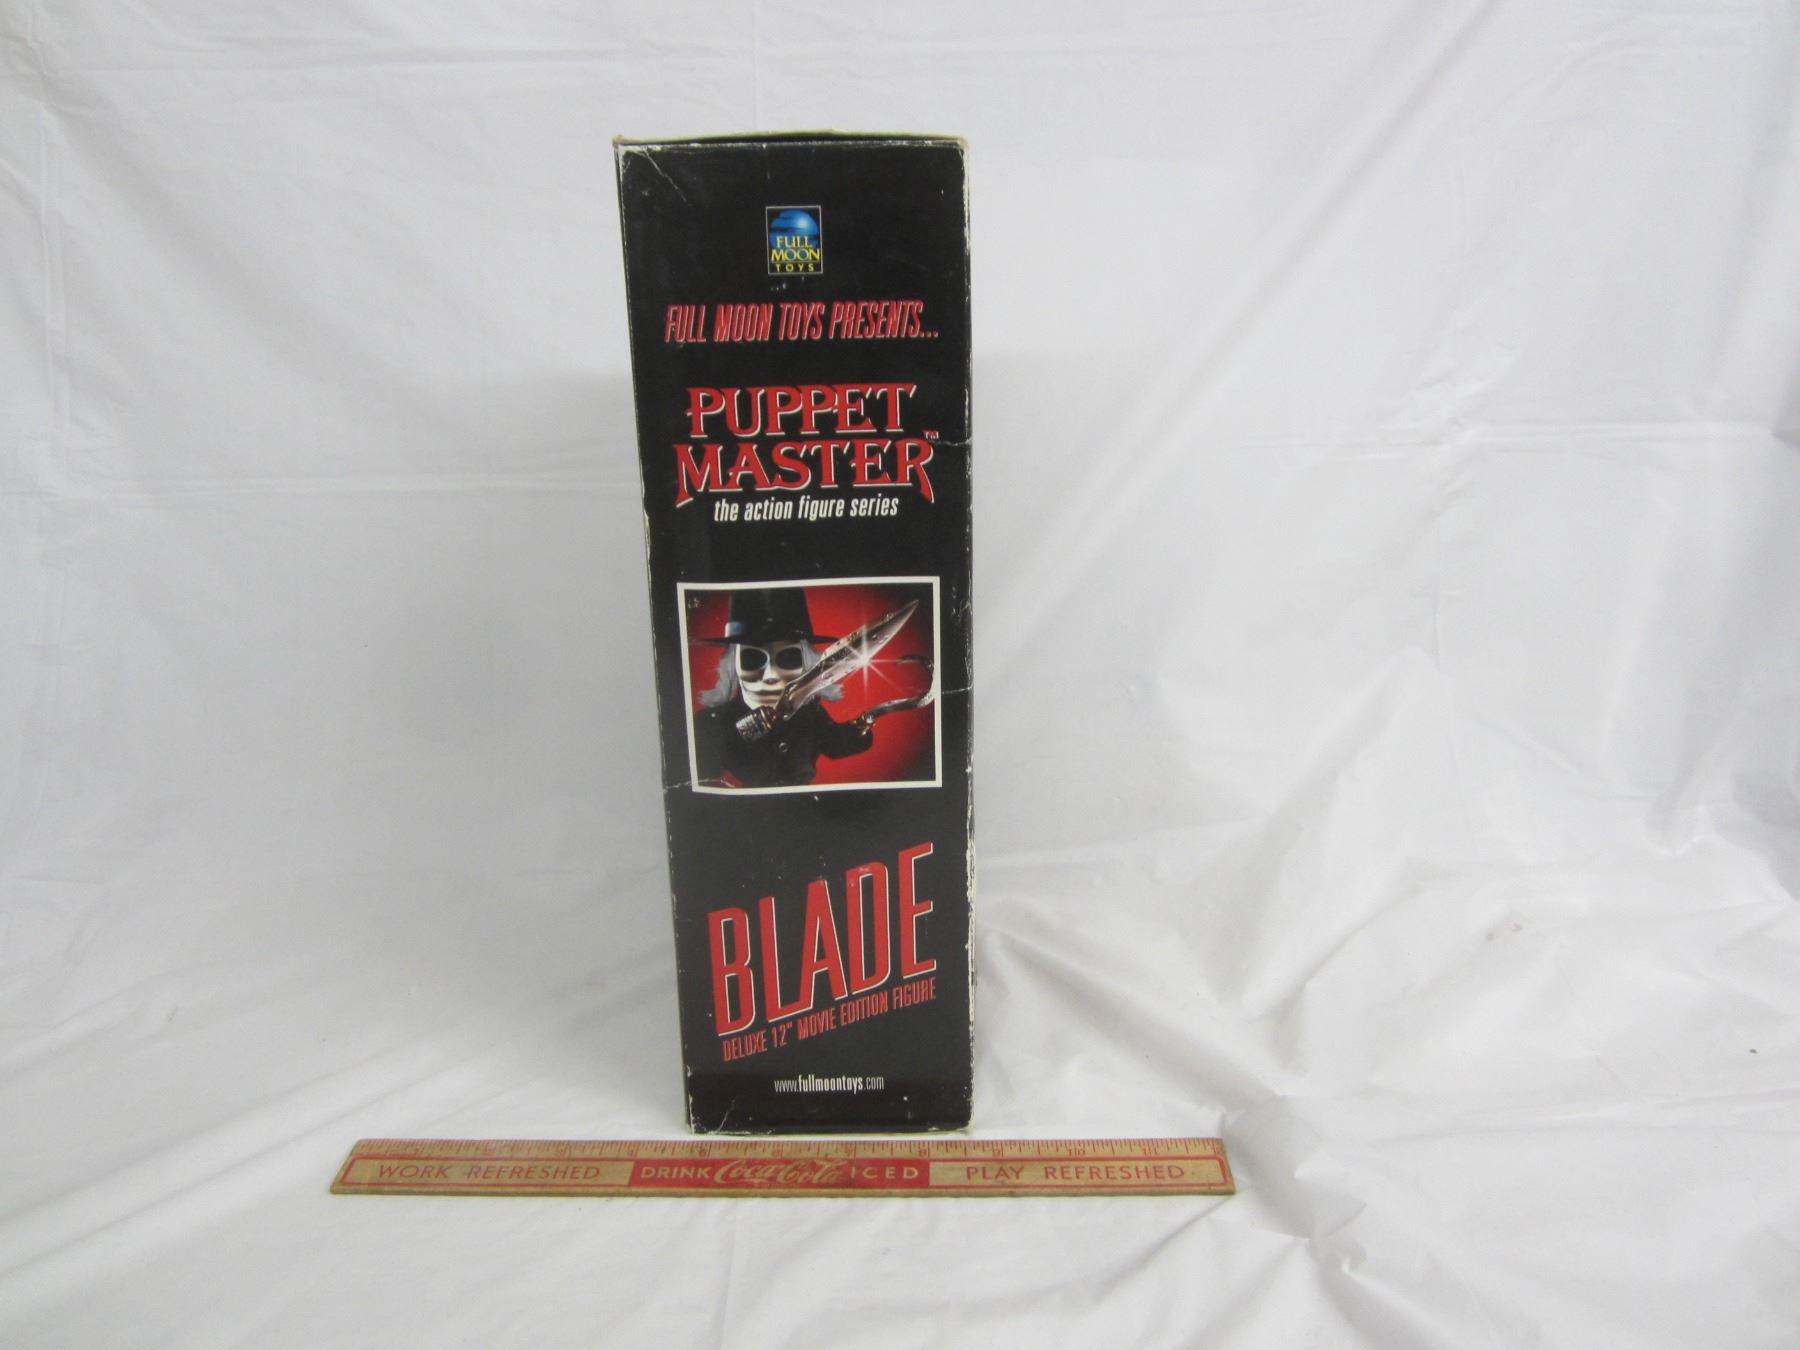 FULL
MOON
TOYS
FULL MOON TOYS PRESENTS...
PUPPET
MASTER™
the action figure series
BLADE
DELUXE 12" MOVIE EDITION FIGURE
www.fullmoontoys.com
WORK REFRESHED DRINK Coca-Cola ICED PLAY REFRESHED